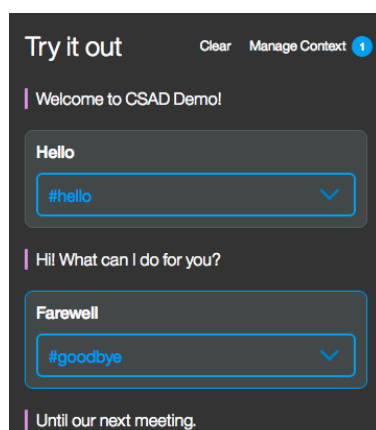 Try it out Clear Manage Context 1
Welcome to CSAD Demo!
Hello
#hello
Hi! What can I do for you?
Farewell
#goodbye
Until our next meeting.